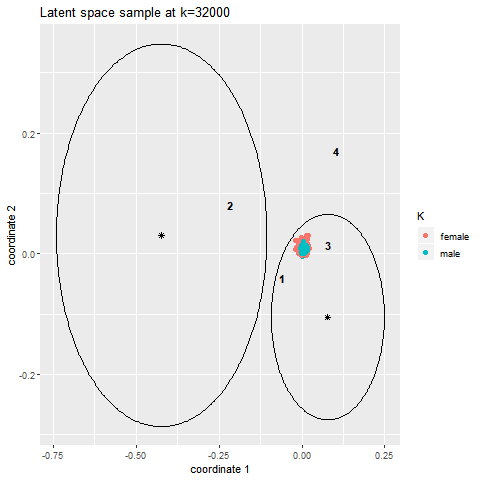 Latent space sample at k=32000
coordinate 2
0.2
0.0
-0.2
4
2
3
1
-0.75
-0.50
-0.25
0.00
0.25
coordinate 1
K
female
male